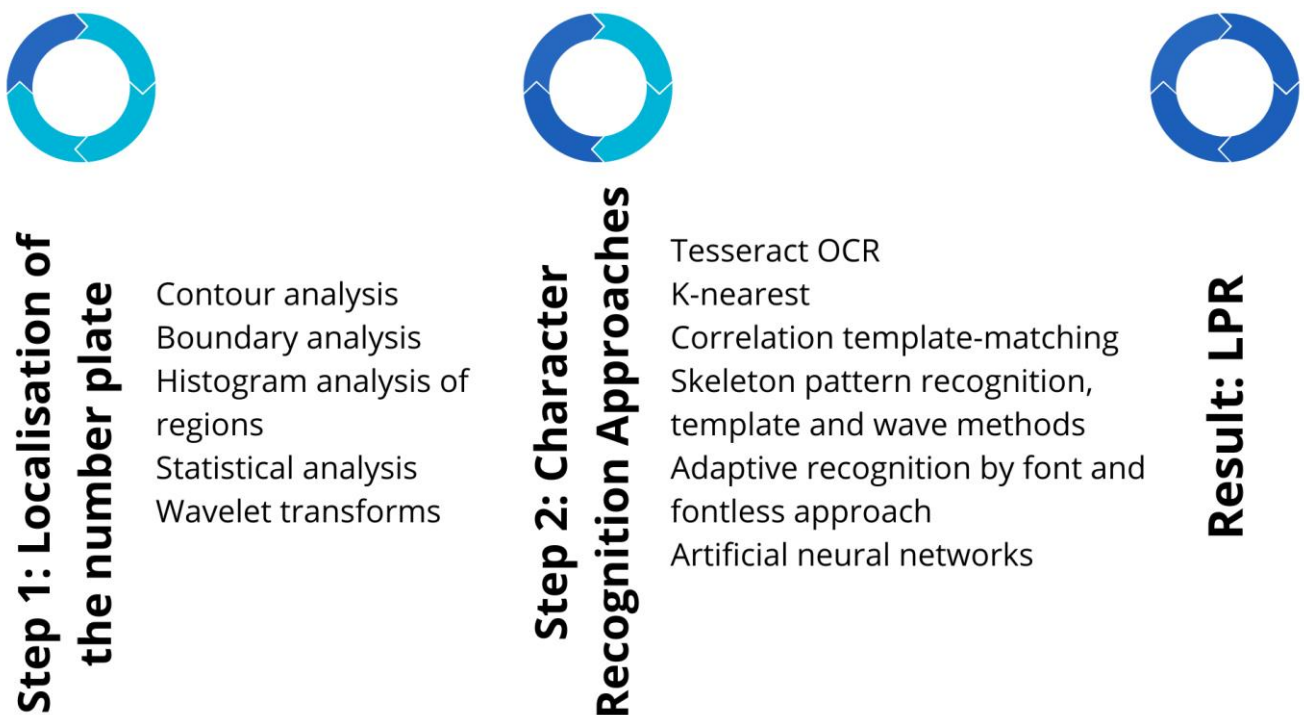 Step 1: Localisation of
the number plate
Contour analysis
Boundary analysis
Histogram analysis of
regions
Statistical analysis
Wavelet transforms
Step 2: Character
Recognition Approaches
Tesseract OCR
K-nearest
Correlation template-matching
Skeleton pattern recognition,
template and wave methods
Adaptive recognition by font and
fontless approach
Artificial neural networks
Result: LPR